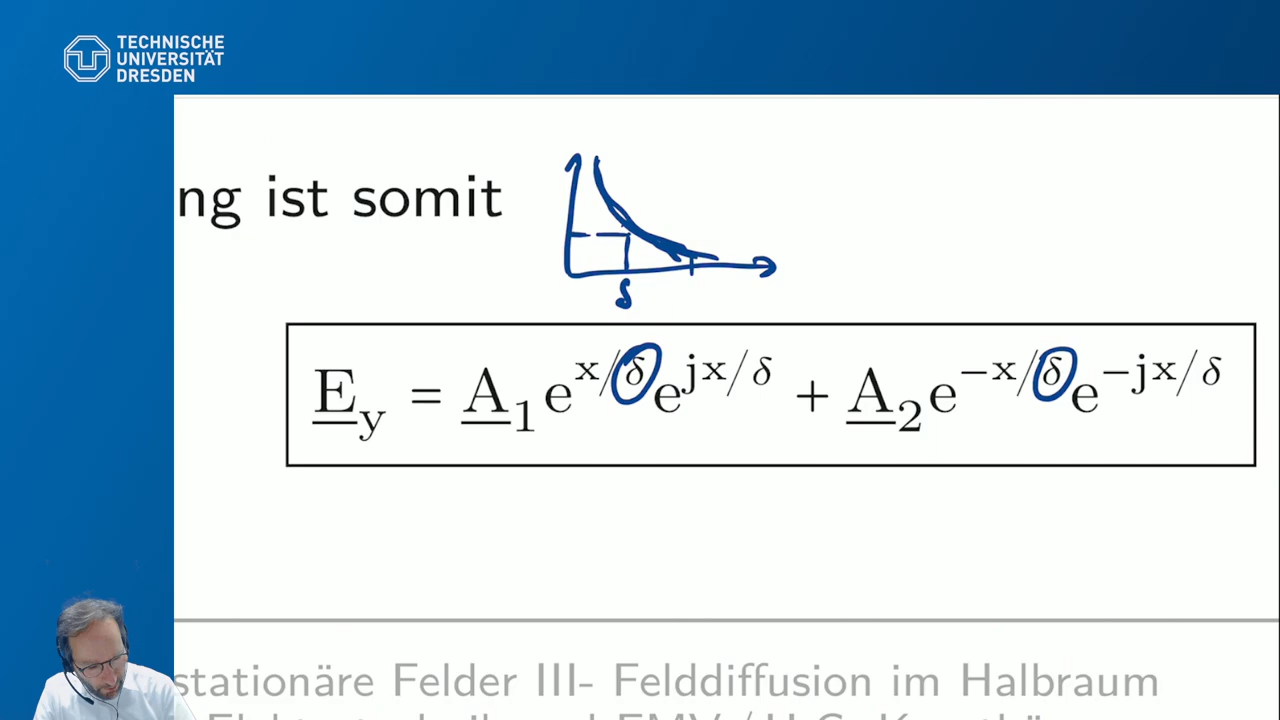 TECHNISCHE
UNIVERSITÄT
DRESDEN
ng ist somit
δ
E_y = A_1 e^{x/δ} e^{jx/δ} + A_2 e^{−x/δ} e^{−jx/δ}
stationäre Felder III- Felddiffusion im Halbraum